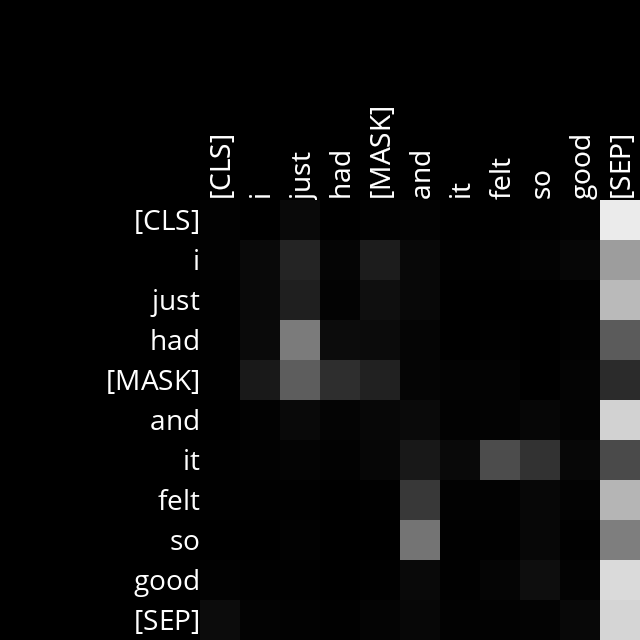 [CLS] i just had [MASK] and it felt so good [SEP]
[CLS]
i
just
had
[MASK]
and
it
felt
so
good
[SEP]